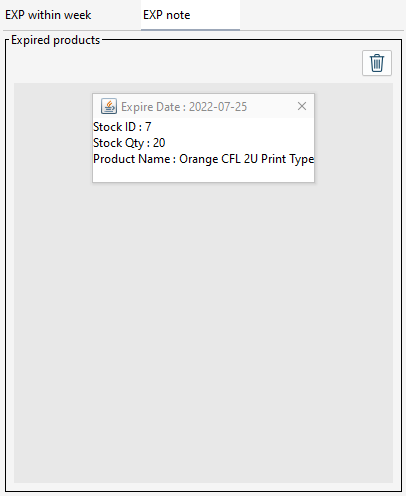 EXP within week
EXP note
Expired products
Expire Date : 2022-07-25
Stock ID : 7
Stock Qty : 20
Product Name : Orange CFL 2U Print Type